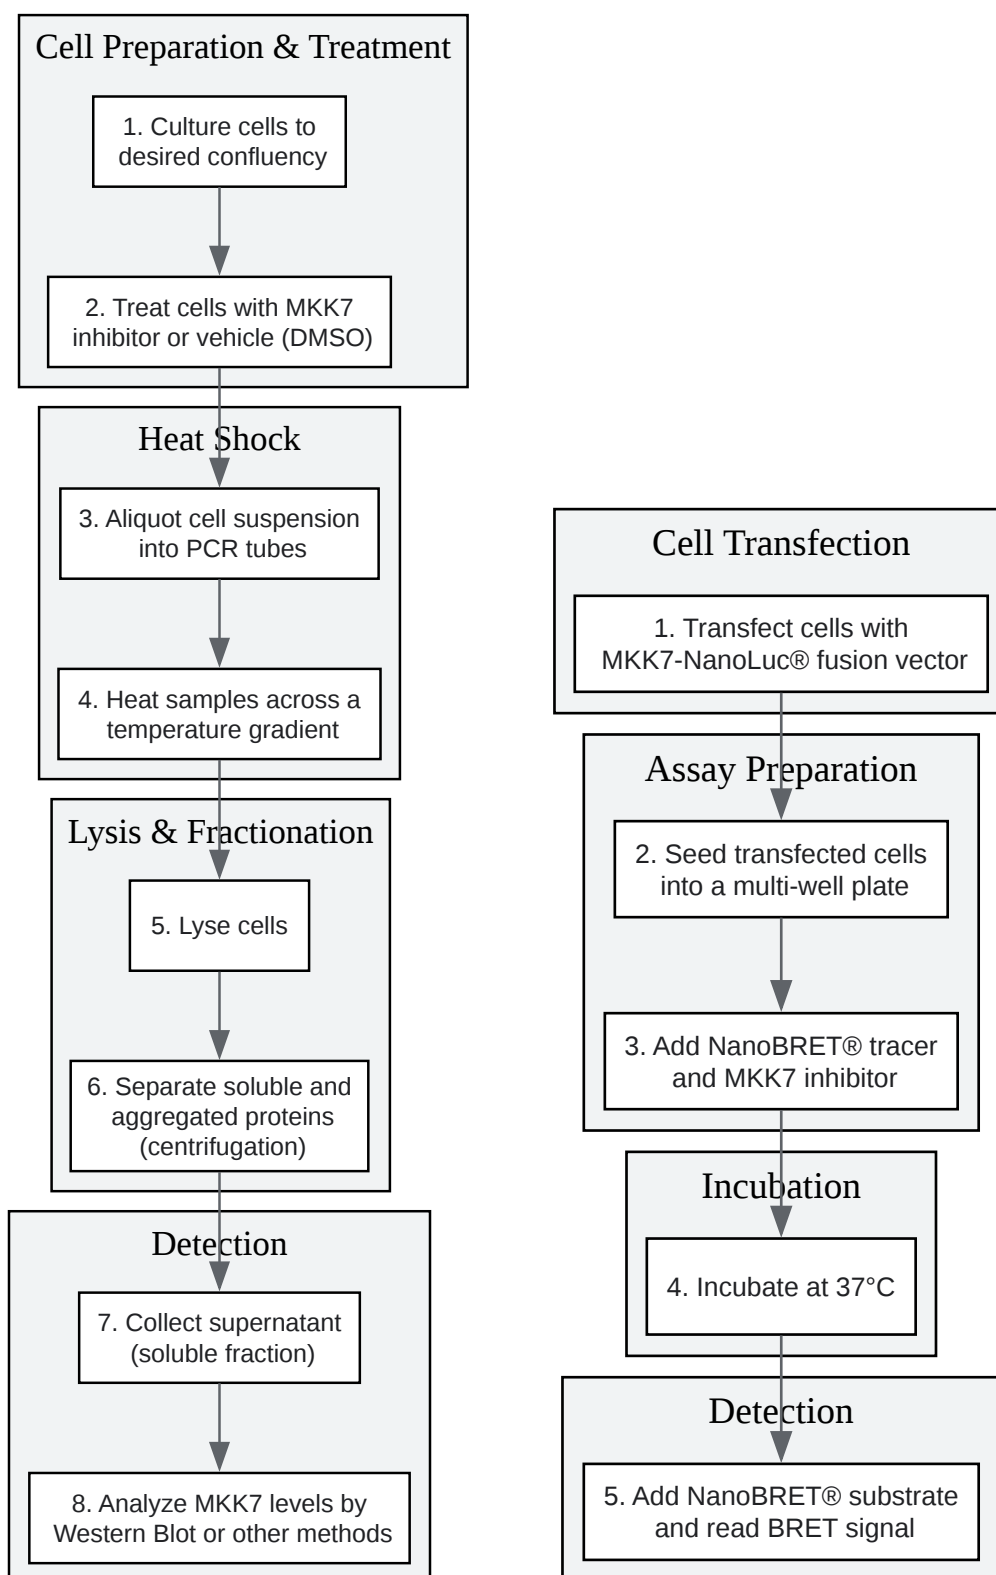 Cell Preparation & Treatment
1. Culture cells to
desired confluency
2. Treat cells with MKK7
inhibitor or vehicle (DMSO)
Heat Shock
3. Aliquot cell suspension
into PCR tubes
4. Heat samples across a
temperature gradient
Lysis & Fractionation
5. Lyse cells
6. Separate soluble and
aggregated proteins
(centrifugation)
Detection
7. Collect supernatant
(soluble fraction)
8. Analyze MKK7 levels by
Western Blot or other methods
Cell Transfection
1. Transfect cells with
MKK7-NanoLuc® fusion vector
Assay Preparation
2. Seed transfected cells
into a multi-well plate
3. Add NanoBRET® tracer
and MKK7 inhibitor
Incubation
4. Incubate at 37°C
Detection
5. Add NanoBRET® substrate
and read BRET signal